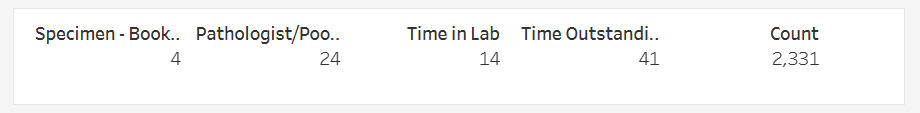 Specimen - Book.. Pathologist/Poo.. Time in Lab Time Outstandi.. Count
4 24 14 41 2,331